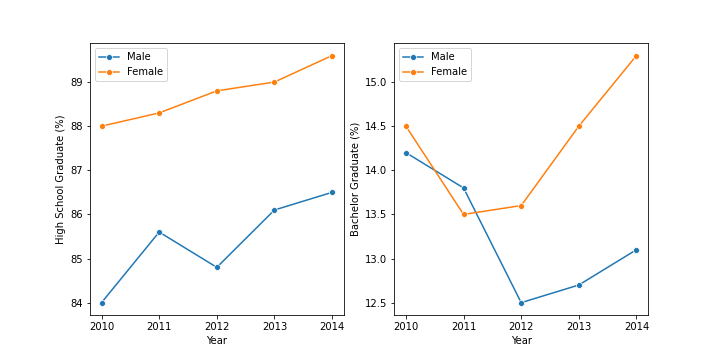 Male
Female
High School Graduate (%)
89
88
87
86
85
84
2010 2011 2012 2013 2014
Year
Male
Female
Bachelor Graduate (%)
15.0
14.5
14.0
13.5
13.0
12.5
2010 2011 2012 2013 2014
Year